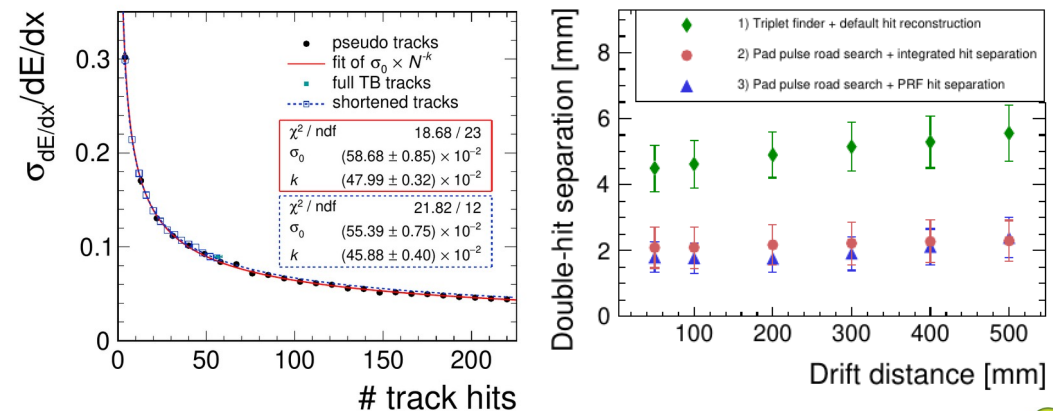 σdE/dx/dE/dx
0.3
0.2
0.1
0
pseudo tracks
fit of σ₀ × N⁻ᵏ
full TB tracks
shortened tracks
χ² / ndf 18.68 / 23
σ₀ (58.68 ± 0.85) × 10⁻²
k (47.99 ± 0.32) × 10⁻²
χ² / ndf 21.82 / 12
σ₀ (55.39 ± 0.75) × 10⁻²
k (45.88 ± 0.40) × 10⁻²
0 50 100 150 200
# track hits
Double-hit separation [mm]
8
6
4
2
0
1) Triplet finder + default hit reconstruction
2) Pad pulse road search + integrated hit separation
3) Pad pulse road search + PRF hit separation
100 200 300 400 500
Drift distance [mm]